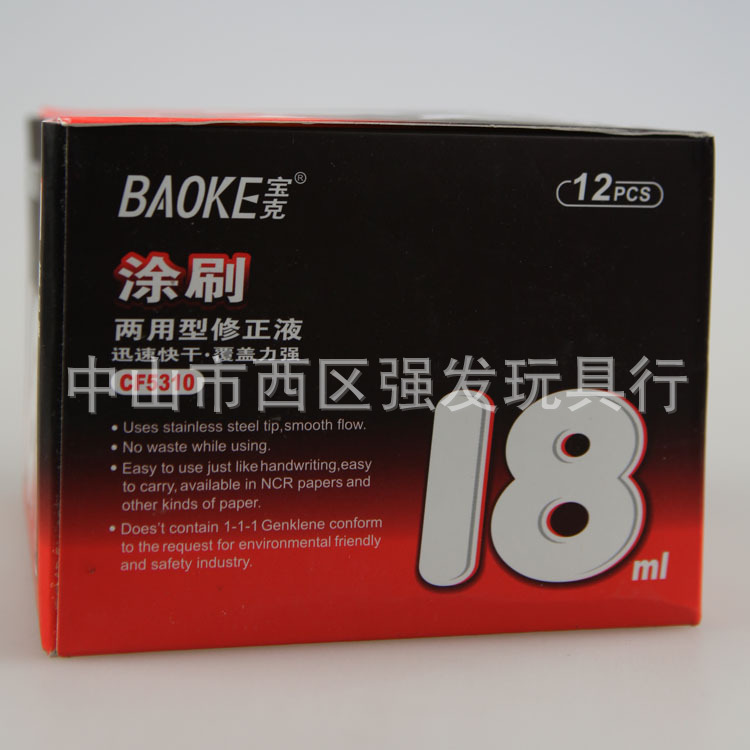 BAOKE宝克®
12PCS
涂刷
两用型修正液
迅速快干·覆盖力强
CF5310
中山市西区强发玩具行
• Uses stainless steel tip,smooth flow.
• No waste while using.
• Easy to use just like handwriting,easy
to carry, available in NCR papers and
other kinds of paper.
• Does't contain 1-1-1 Genklene conform
to the request for environmental friendly
and safety industry.
18
ml